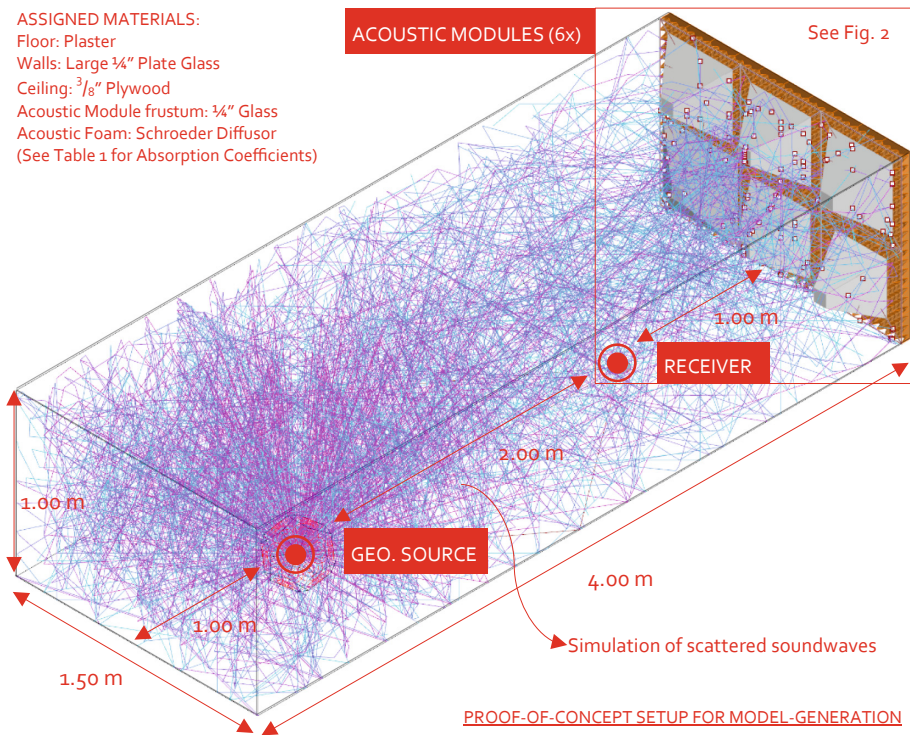 ASSIGNED MATERIALS:
Floor: Plaster
Walls: Large ¼” Plate Glass
Ceiling: ³/₈” Plywood
Acoustic Module frustum: ¼” Glass
Acoustic Foam: Schroeder Diffusor
(See Table 1 for Absorption Coefficients)
ACOUSTIC MODULES (6x)
See Fig. 2
1.00 m
RECEIVER
2.00 m
1.00 m
GEO. SOURCE
4.00 m
1.00 m
Simulation of scattered soundwaves
1.50 m
PROOF-OF-CONCEPT SETUP FOR MODEL-GENERATION